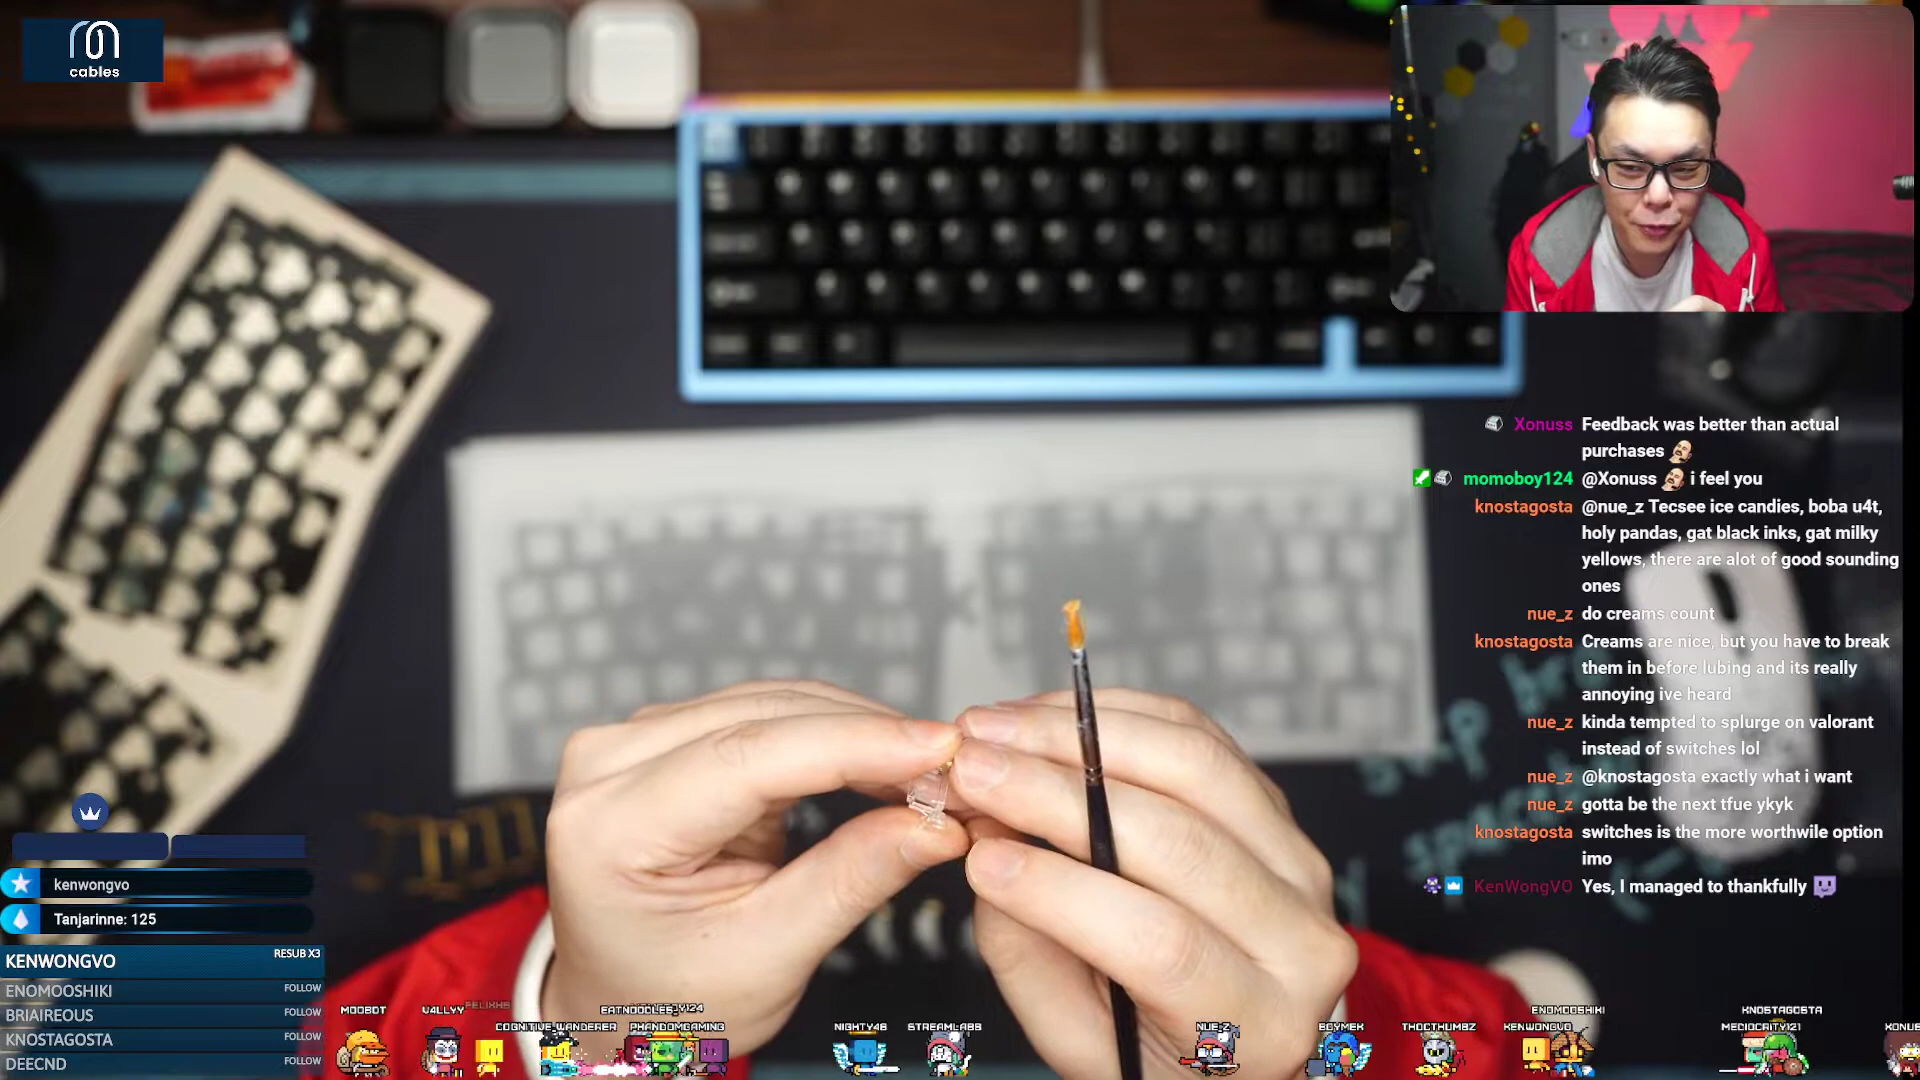 cables
Xonuss Feedback was better than actual
purchases
momoboy124 @Xonuss i feel you
knostagosta @nue_z Tecsee ice candies, boba u4t,
holy pandas, gat black inks, gat milky
yellows, there are alot of good sounding
ones
nue_z do creams count
knostagosta Creams are nice, but you have to break
them in before lubing and its really
annoying ive heard
nue_z kinda tempted to splurge on valorant
instead of switches lol
nue_z @knostagosta exactly what i want
nue_z gotta be the next tfue ykyk
knostagosta switches is the more worthwile option
imo
KenWongVO Yes, I managed to thankfully
kenwongvo
Tanjarinne: 125
KENWONGVO RESUB X3
ENOMOOSHIKI FOLLOW
BRIAIREOUS FOLLOW
KNOSTAGOSTA FOLLOW
DEECND FOLLOW
MOOBOT
V4LLYY
COGNITIVE_WANDERER
PHANDOMGAMING
NIGHTY48
STREAMLABS
NUE_Z
THOCTHUMBZ
ENOMOOSHIKI
KENWONGVO
KNOSTAGOSTA
MEDIOCRITY121